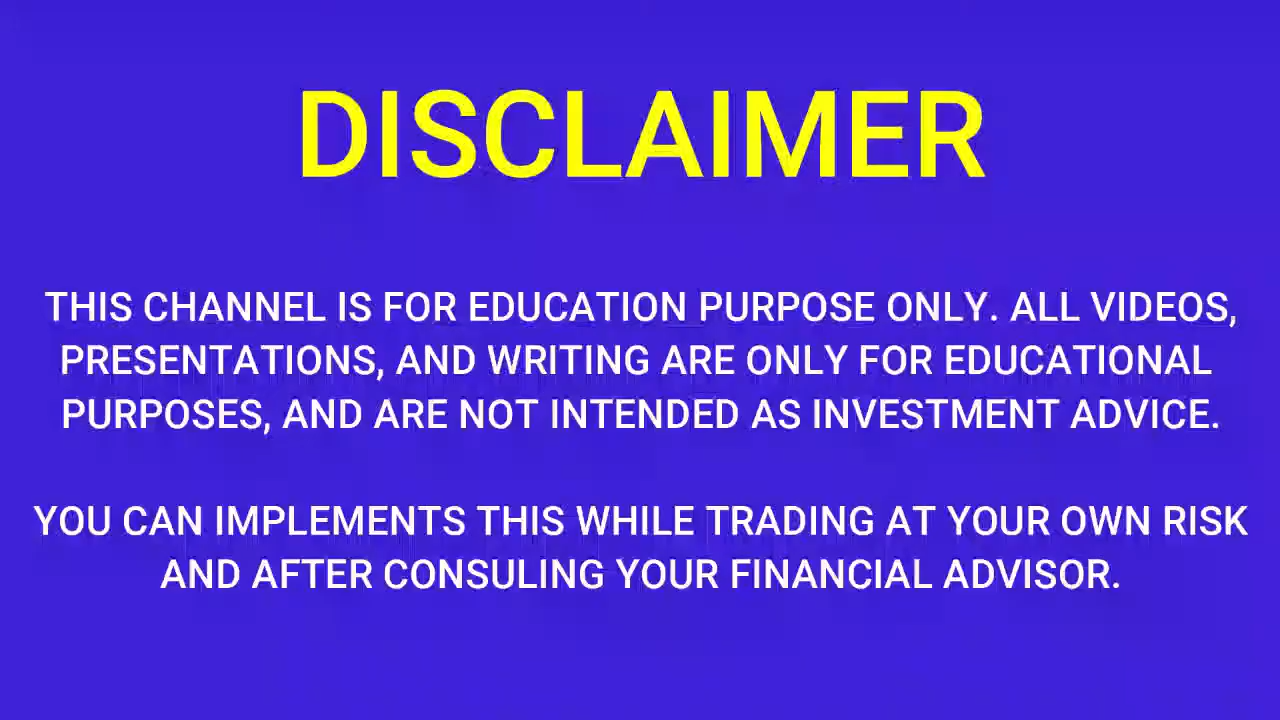 DISCLAIMER
THIS CHANNEL IS FOR EDUCATION PURPOSE ONLY. ALL VIDEOS,
PRESENTATIONS, AND WRITING ARE ONLY FOR EDUCATIONAL
PURPOSES, AND ARE NOT INTENDED AS INVESTMENT ADVICE.
YOU CAN IMPLEMENTS THIS WHILE TRADING AT YOUR OWN RISK
AND AFTER CONSULING YOUR FINANCIAL ADVISOR.